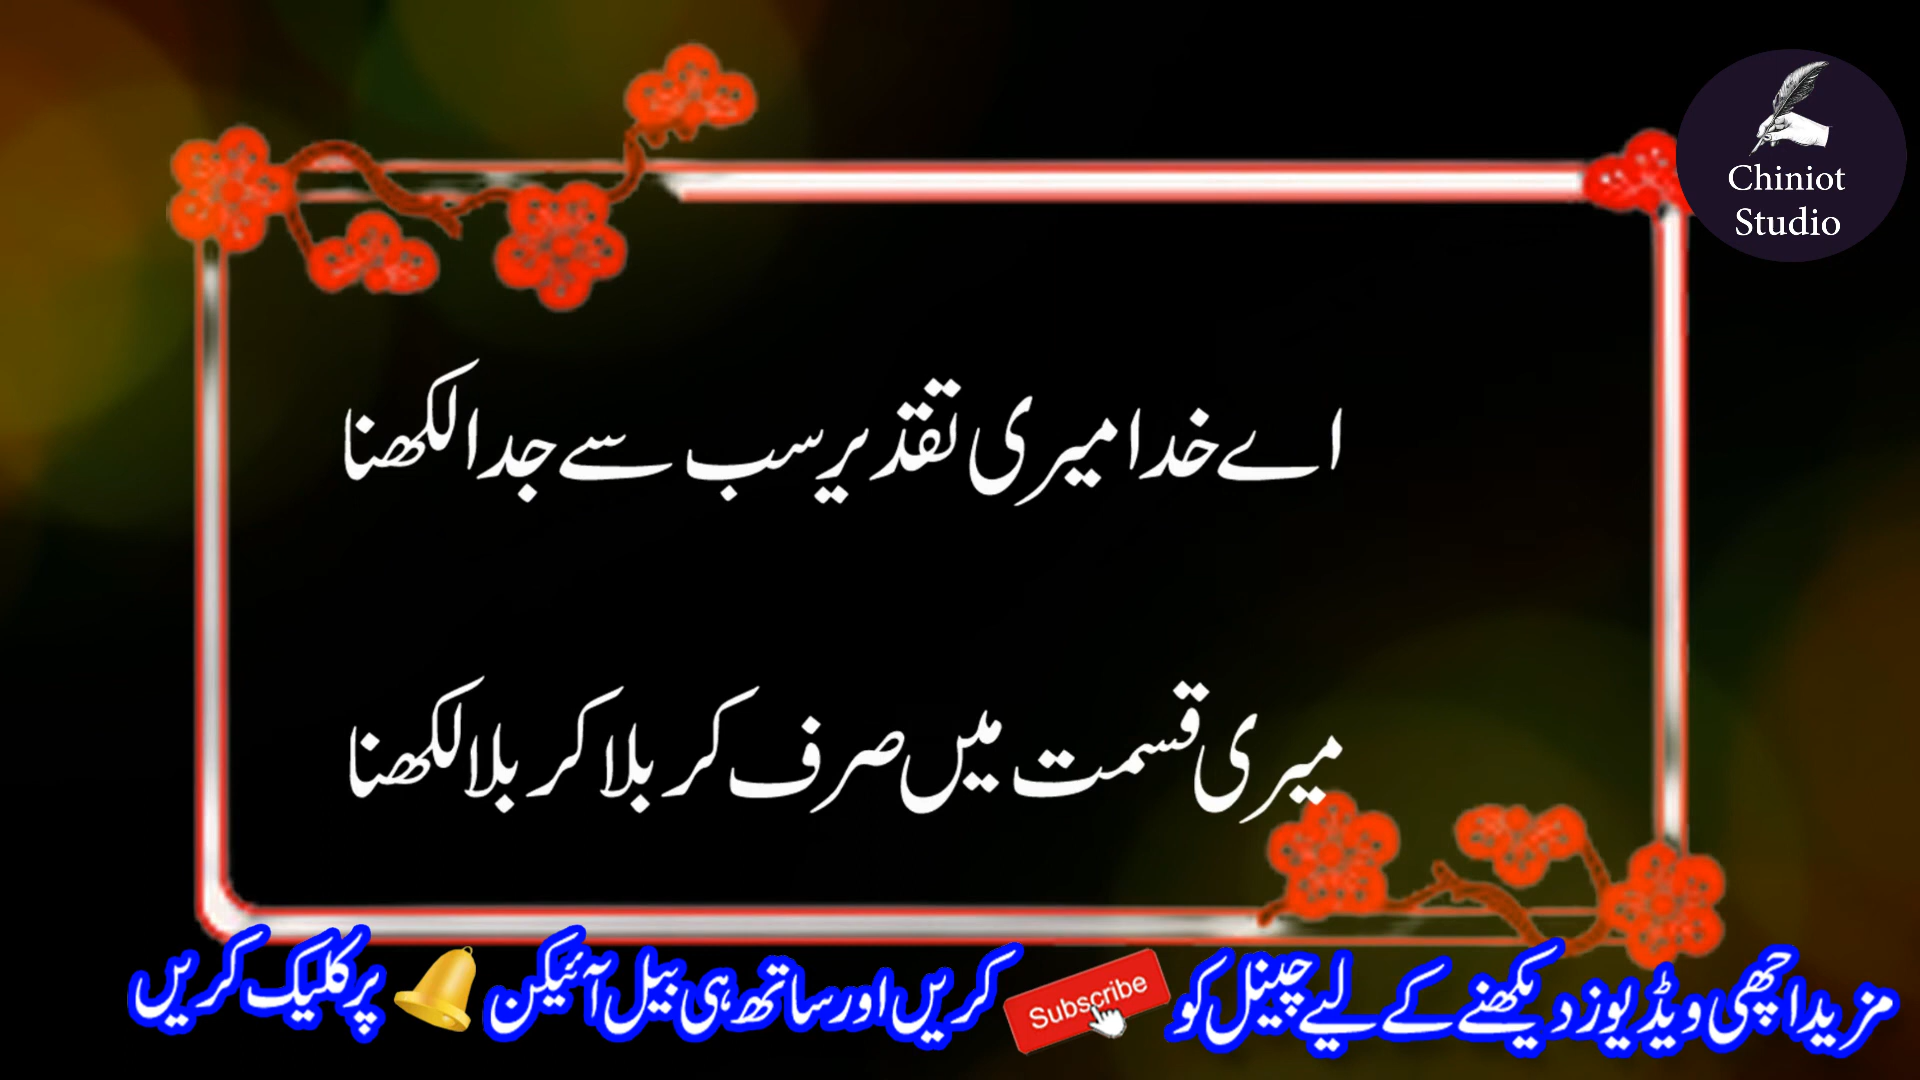 Chiniot
Studio
اے خدا میری تقدیر سب سے جدا لکھنا
میری قسمت میں صرف کربلا کربلا لکھنا
مزید اچھی ویڈیوز دیکھنے کے لیے چینل کو Subscribe کریں اور ساتھ ہی بیل آئیکن پر کلیک کریں